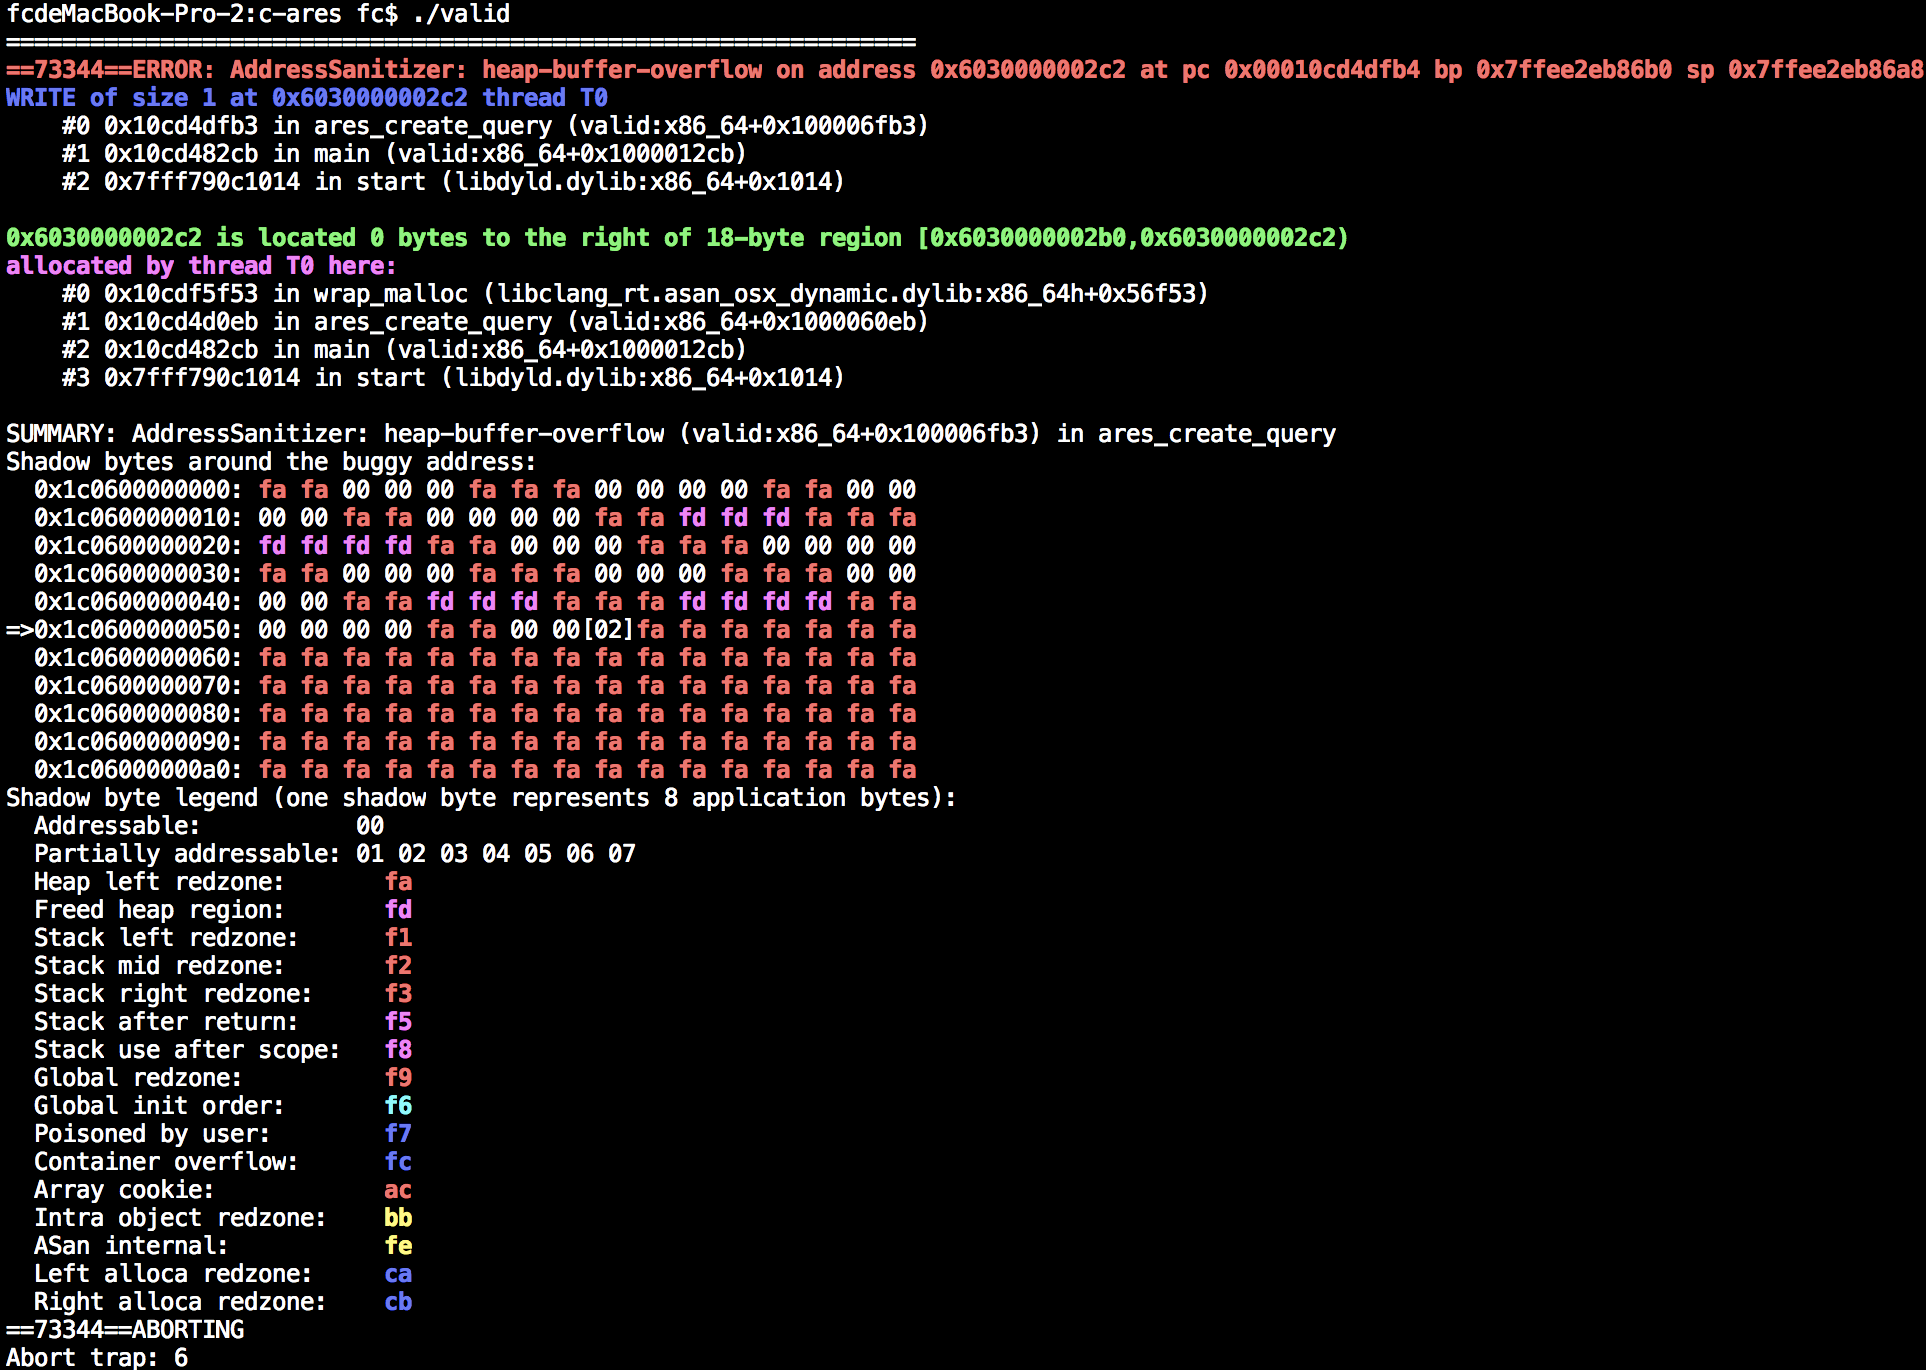 fcdeMacBook-Pro-2:c-ares fc$ ./valid
=================================================================
==73344==ERROR: AddressSanitizer: heap-buffer-overflow on address 0x6030000002c2 at pc 0x00010cd4dfb4 bp 0x7ffee2eb86b0 sp 0x7ffee2eb86a8
WRITE of size 1 at 0x6030000002c2 thread T0
    #0 0x10cd4dfb3 in ares_create_query (valid:x86_64+0x100006fb3)
    #1 0x10cd482cb in main (valid:x86_64+0x1000012cb)
    #2 0x7fff790c1014 in start (libdyld.dylib:x86_64+0x1014)

0x6030000002c2 is located 0 bytes to the right of 18-byte region [0x6030000002b0,0x6030000002c2)
allocated by thread T0 here:
    #0 0x10cdf5f53 in wrap_malloc (libclang_rt.asan_osx_dynamic.dylib:x86_64h+0x56f53)
    #1 0x10cd4d0eb in ares_create_query (valid:x86_64+0x1000060eb)
    #2 0x10cd482cb in main (valid:x86_64+0x1000012cb)
    #3 0x7fff790c1014 in start (libdyld.dylib:x86_64+0x1014)

SUMMARY: AddressSanitizer: heap-buffer-overflow (valid:x86_64+0x100006fb3) in ares_create_query
Shadow bytes around the buggy address:
  0x1c0600000000: fa fa 00 00 00 fa fa fa 00 00 00 00 fa fa 00 00
  0x1c0600000010: 00 00 fa fa 00 00 00 00 fa fa fd fd fd fa fa fa
  0x1c0600000020: fd fd fd fd fa fa 00 00 00 fa fa fa 00 00 00 00
  0x1c0600000030: fa fa 00 00 00 fa fa fa 00 00 00 fa fa fa 00 00
  0x1c0600000040: 00 00 fa fa fd fd fd fa fa fa fd fd fd fd fa fa
=>0x1c0600000050: 00 00 00 00 fa fa 00 00[02]fa fa fa fa fa fa fa
  0x1c0600000060: fa fa fa fa fa fa fa fa fa fa fa fa fa fa fa fa
  0x1c0600000070: fa fa fa fa fa fa fa fa fa fa fa fa fa fa fa fa
  0x1c0600000080: fa fa fa fa fa fa fa fa fa fa fa fa fa fa fa fa
  0x1c0600000090: fa fa fa fa fa fa fa fa fa fa fa fa fa fa fa fa
  0x1c06000000a0: fa fa fa fa fa fa fa fa fa fa fa fa fa fa fa fa
Shadow byte legend (one shadow byte represents 8 application bytes):
  Addressable:           00
  Partially addressable: 01 02 03 04 05 06 07
  Heap left redzone:       fa
  Freed heap region:       fd
  Stack left redzone:      f1
  Stack mid redzone:       f2
  Stack right redzone:     f3
  Stack after return:      f5
  Stack use after scope:   f8
  Global redzone:          f9
  Global init order:       f6
  Poisoned by user:        f7
  Container overflow:      fc
  Array cookie:            ac
  Intra object redzone:    bb
  ASan internal:           fe
  Left alloca redzone:     ca
  Right alloca redzone:    cb
==73344==ABORTING
Abort trap: 6